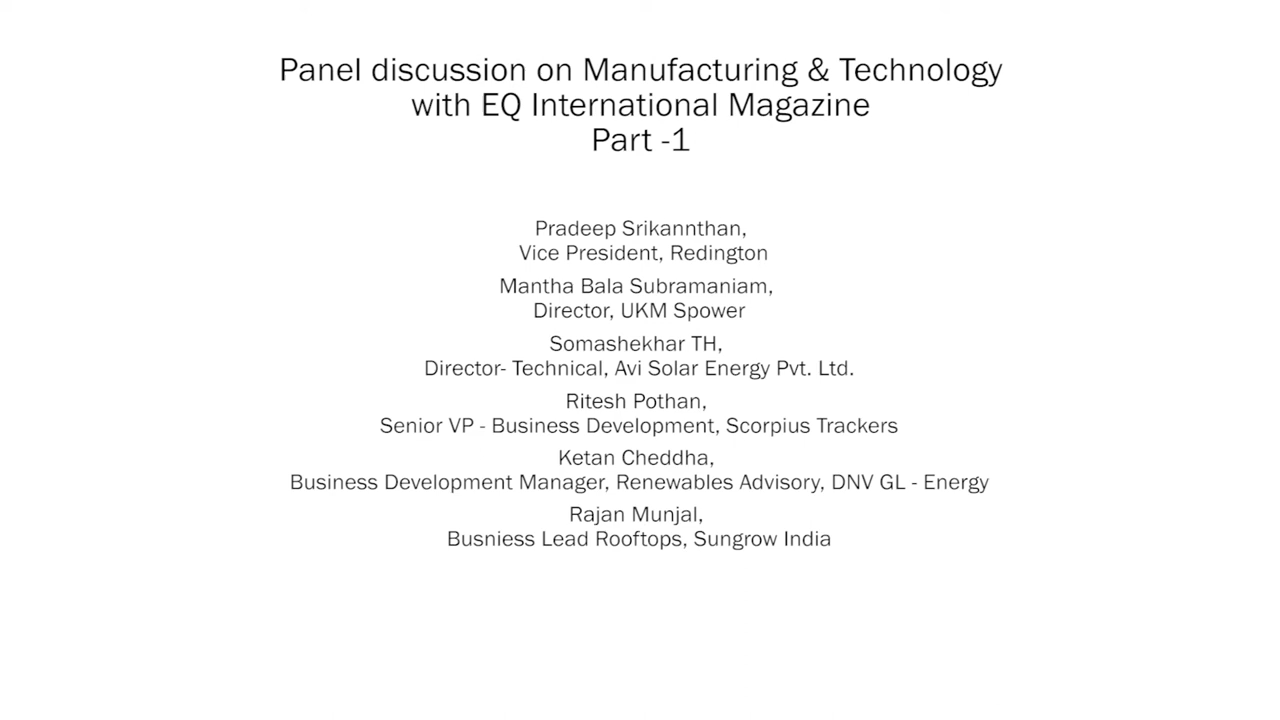 Panel discussion on Manufacturing & Technology
with EQ International Magazine
Part -1
Pradeep Srikannthan,
Vice President, Redington
Mantha Bala Subramaniam,
Director, UKM Spower
Somashekhar TH,
Director- Technical, Avi Solar Energy Pvt. Ltd.
Ritesh Pothan,
Senior VP - Business Development, Scorpius Trackers
Ketan Cheddha,
Business Development Manager, Renewables Advisory, DNV GL - Energy
Rajan Munjal,
Busniess Lead Rooftops, Sungrow India